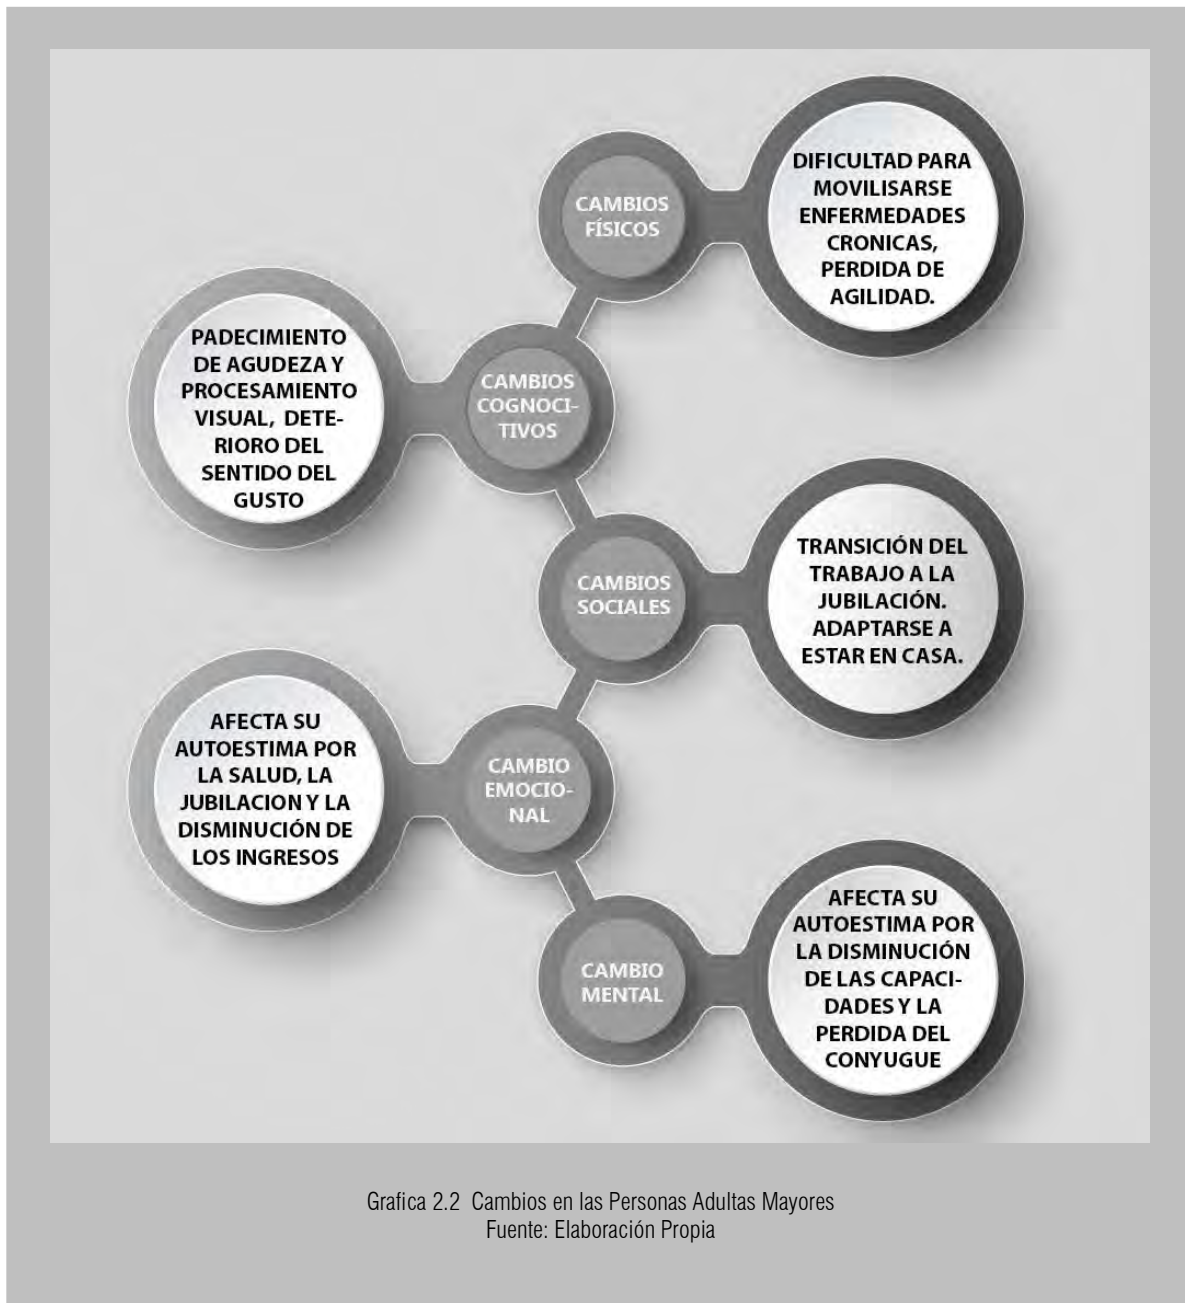 CAMBIOS
FÍSICOS
DIFICULTAD PARA
MOVILISARSE
ENFERMEDADES
CRONICAS,
PERDIDA DE
AGILIDAD.
CAMBIOS
COGNOCI-
TIVOS
PADECIMIENTO
DE AGUDEZA Y
PROCESAMIENTO
VISUAL, DETE-
RIORO DEL
SENTIDO DEL
GUSTO
CAMBIOS
SOCIALES
TRANSICIÓN DEL
TRABAJO A LA
JUBILACIÓN.
ADAPTARSE A
ESTAR EN CASA.
CAMBIO
EMOCIO-
NAL
AFECTA SU
AUTOESTIMA POR
LA SALUD, LA
JUBILACION Y LA
DISMINUCIÓN DE
LOS INGRESOS
CAMBIO
MENTAL
AFECTA SU
AUTOESTIMA POR
LA DISMINUCIÓN
DE LAS CAPACI-
DADES Y LA
PERDIDA DEL
CONYUGUE
Grafica 2.2 Cambios en las Personas Adultas Mayores
Fuente: Elaboración Propia